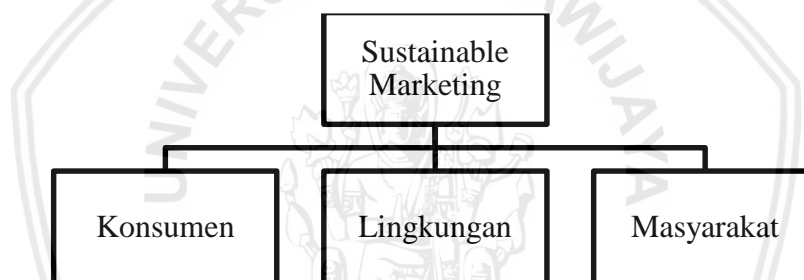 Sustainable
Marketing
Konsumen
Lingkungan
Masyarakat